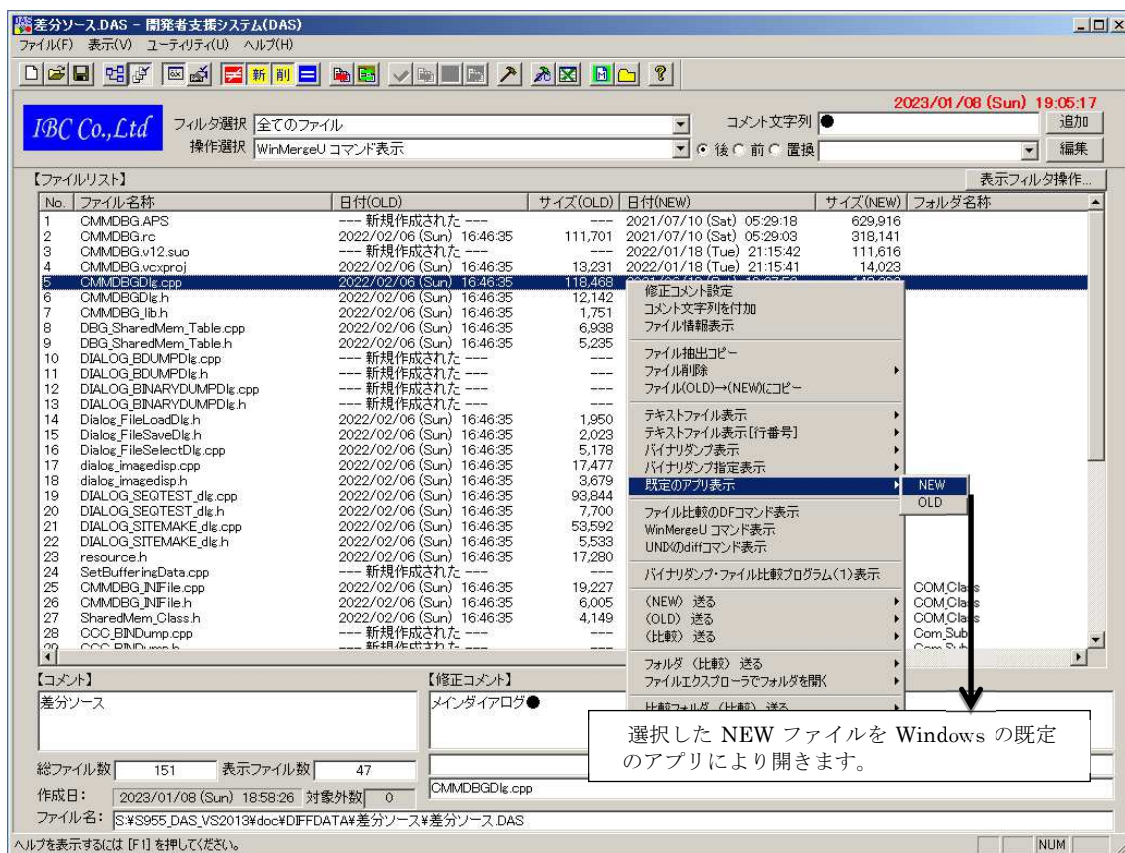 差分ソース.DAS - 開発者支援システム(DAS)
ファイル(F) 表示(V) ユーティリティ(U) ヘルプ(H)
新 削
2023/01/08 (Sun) 19:05:17
IBC Co.,Ltd
フィルタ選択 全てのファイル コメント文字列 ● 追加
操作選択 WinMergeU コマンド表示 後 前 置換 編集
【ファイルリスト】 表示フィルタ操作...
No. ファイル名称 日付(OLD) サイズ(OLD) 日付(NEW) サイズ(NEW) フォルダ名称
1 CMMDBG.APS --- 新規作成された --- --- 2021/07/10 (Sat) 05:29:18 629,916
2 CMMDBG.rc 2022/02/06 (Sun) 16:46:35 111,701 2021/07/10 (Sat) 05:29:03 318,141
3 CMMDBG.v12.suo --- 新規作成された --- --- 2022/01/18 (Tue) 21:15:42 111,616
4 CMMDBG.vcxproj 2022/02/06 (Sun) 16:46:35 13,231 2022/01/18 (Tue) 21:15:41 14,023
5 CMMDBGDlg.cpp 2022/02/06 (Sun) 16:46:35 118,468
6 CMMDBGDlg.h 2022/02/06 (Sun) 16:46:35 12,142
7 CMMDBG_lib.h 2022/02/06 (Sun) 16:46:35 1,751
8 DBG_SharedMem_Table.cpp 2022/02/06 (Sun) 16:46:35 6,938
9 DBG_SharedMem_Table.h 2022/02/06 (Sun) 16:46:35 5,235
10 DIALOG_BDUMPDlg.cpp --- 新規作成された --- ---
11 DIALOG_BDUMPDlg.h --- 新規作成された --- ---
12 DIALOG_BINARYDUMPDlg.cpp --- 新規作成された --- ---
13 DIALOG_BINARYDUMPDlg.h --- 新規作成された --- ---
14 Dialog_FileLoadDlg.h 2022/02/06 (Sun) 16:46:35 1,950
15 Dialog_FileSaveDlg.h 2022/02/06 (Sun) 16:46:35 2,023
16 Dialog_FileSelectDlg.cpp 2022/02/06 (Sun) 16:46:35 5,178
17 dialog_imagedisp.cpp 2022/02/06 (Sun) 16:46:35 17,477
18 dialog_imagedisp.h 2022/02/06 (Sun) 16:46:35 3,679
19 DIALOG_SEQTEST_dlg.cpp 2022/02/06 (Sun) 16:46:35 93,844
20 DIALOG_SEQTEST_dlg.h 2022/02/06 (Sun) 16:46:35 7,700
21 DIALOG_SITEMAKE_dlg.cpp 2022/02/06 (Sun) 16:46:35 53,592
22 DIALOG_SITEMAKE_dlg.h 2022/02/06 (Sun) 16:46:35 5,533
23 resource.h 2022/02/06 (Sun) 16:46:35 17,280
24 SetBufferingData.cpp --- 新規作成された --- ---
25 CMMDBG_INIFile.cpp 2022/02/06 (Sun) 16:46:35 19,227 COM_Class
26 CMMDBG_INIFile.h 2022/02/06 (Sun) 16:46:35 6,005 COM_Class
27 SharedMem_Class.h 2022/02/06 (Sun) 16:46:35 4,149 COM_Class
28 CCC_BINDump.cpp --- 新規作成された --- --- Com_Sub
29 CCC_BINDump.h --- 新規作成された --- --- Com_Sub
修正コメント設定
コメント文字列を付加
ファイル情報表示
ファイル抽出コピー
ファイル削除
ファイル(OLD)→(NEW)にコピー
テキストファイル表示
テキストファイル表示[行番号]
バイナリダンプ表示
バイナリダンプ指定表示
既定のアプリ表示
NEW
OLD
ファイル比較のDFコマンド表示
WinMergeU コマンド表示
UNIXのdiffコマンド表示
バイナリダンプ・ファイル比較プログラム(1)表示
(NEW) 送る
(OLD) 送る
(比較) 送る
フォルダ (比較) 送る
ファイルエクスプローラでフォルダを開く
比較フォルダ (比較) 送る
選択した NEW ファイルを Windows の既定
のアプリにより開きます。
【コメント】 【修正コメント】
差分ソース メインダイアログ●
総ファイル数 151 表示ファイル数 47
作成日: 2023/01/08 (Sun) 18:58:26 対象外数 0 CMMDBGDlg.cpp
ファイル名: S:¥S955_DAS_VS2013¥doc¥DIFFDATA¥差分ソース¥差分ソース.DAS
ヘルプを表示するには [F1] を押してください。 NUM